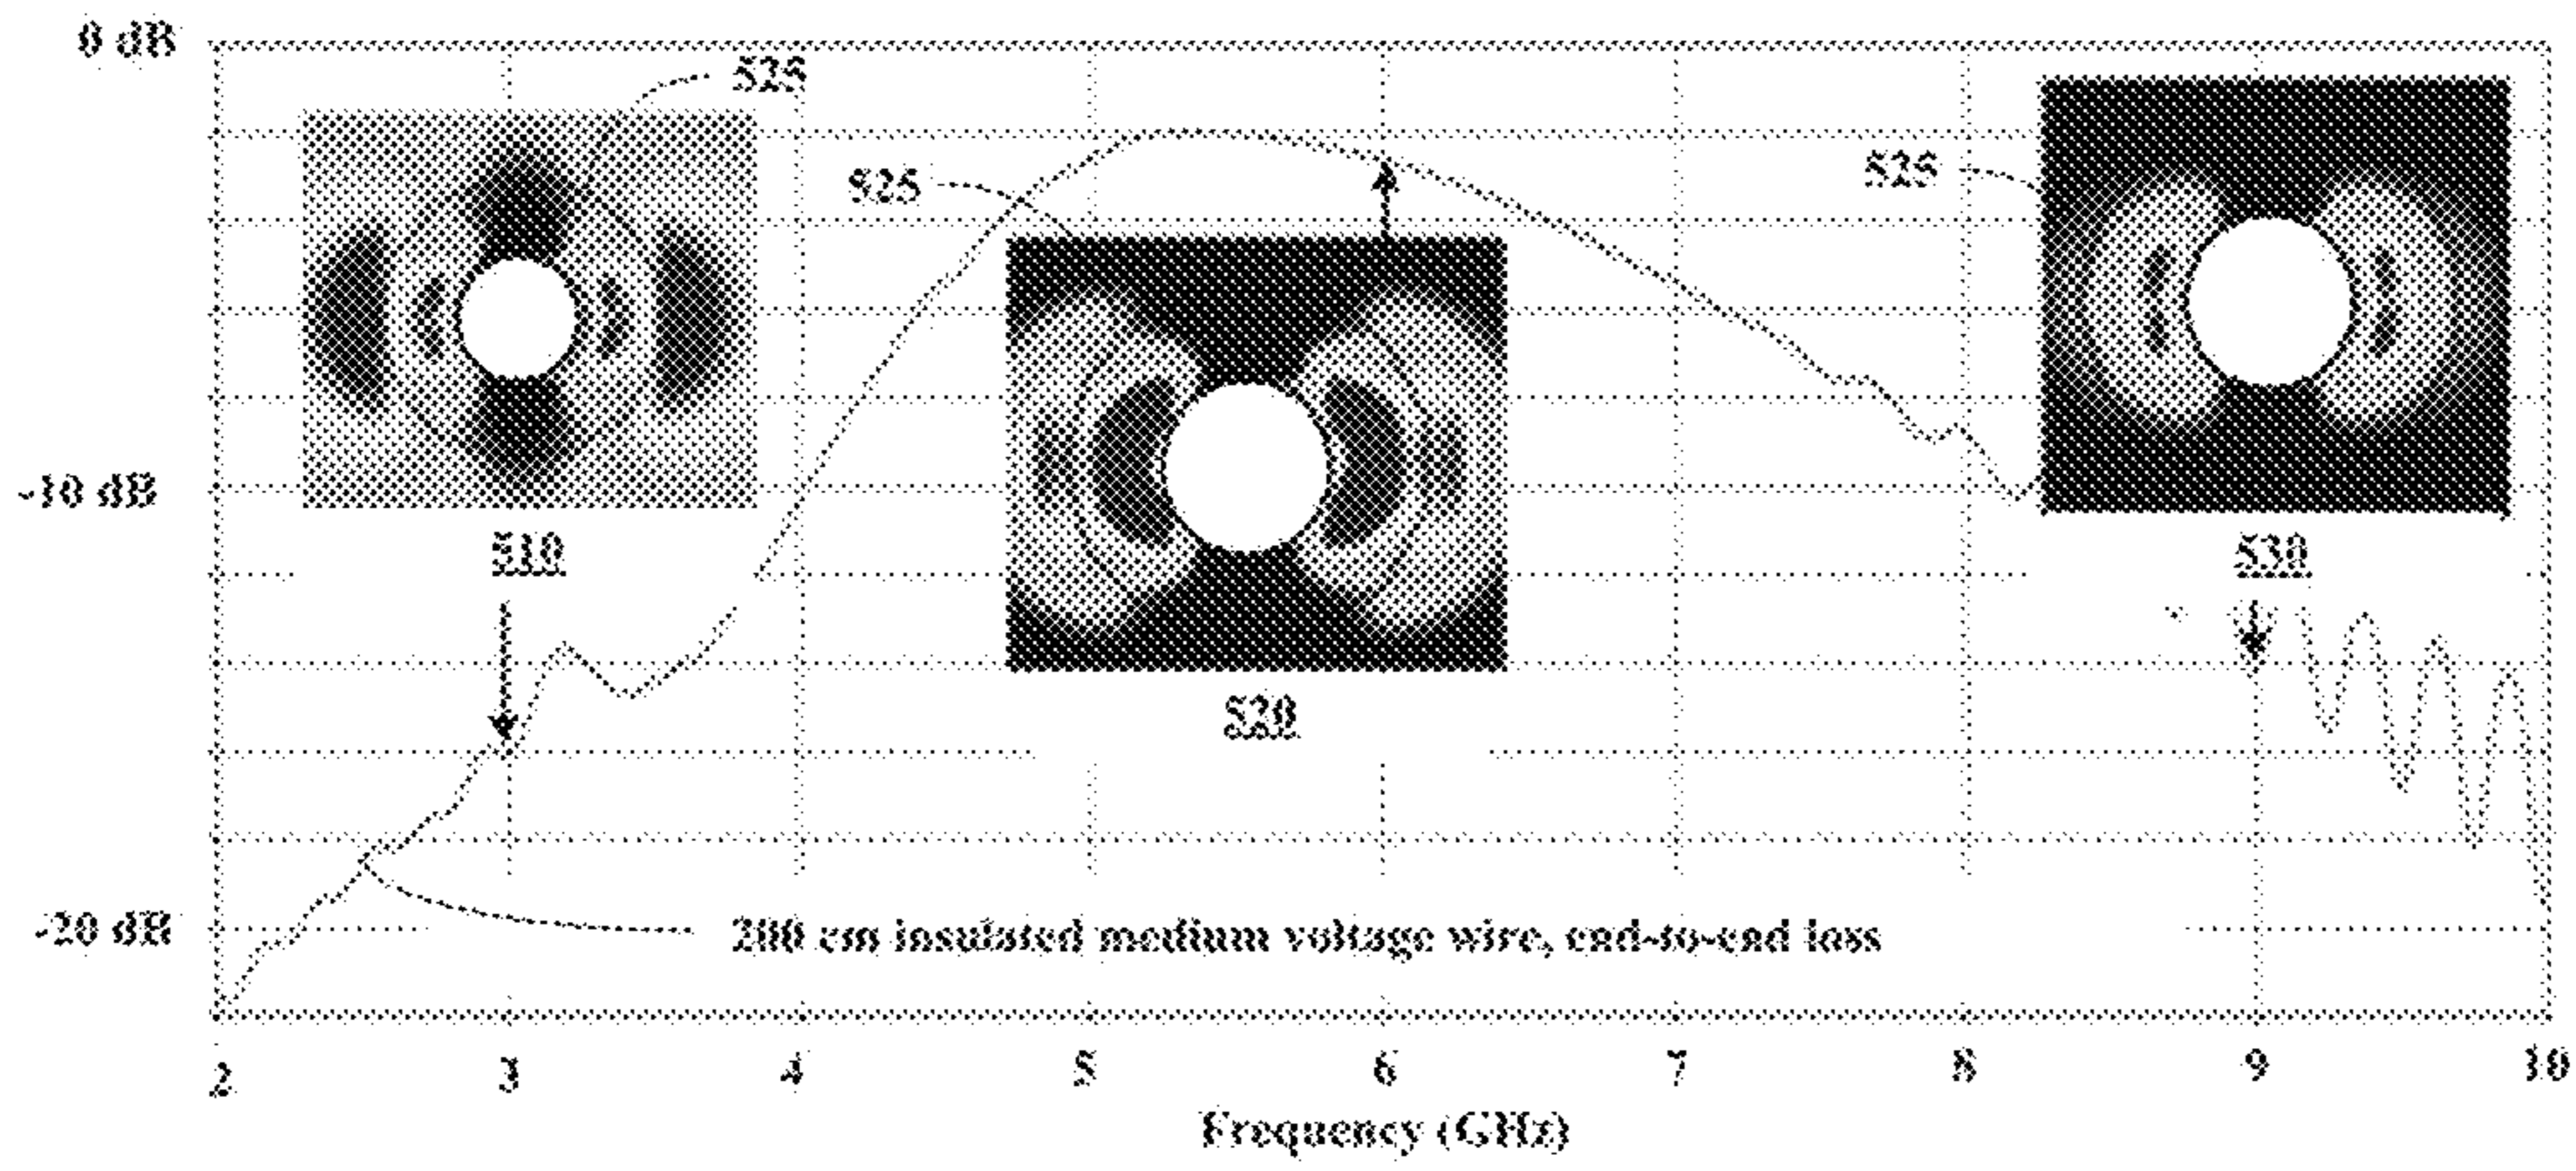 0 dB
525
525
525
-10 dB
510
530
520
-20 dB
200 cm insulated medium voltage wire, end-to-end loss
2 3 4 5 6 7 8 9 10
Frequency (GHz)